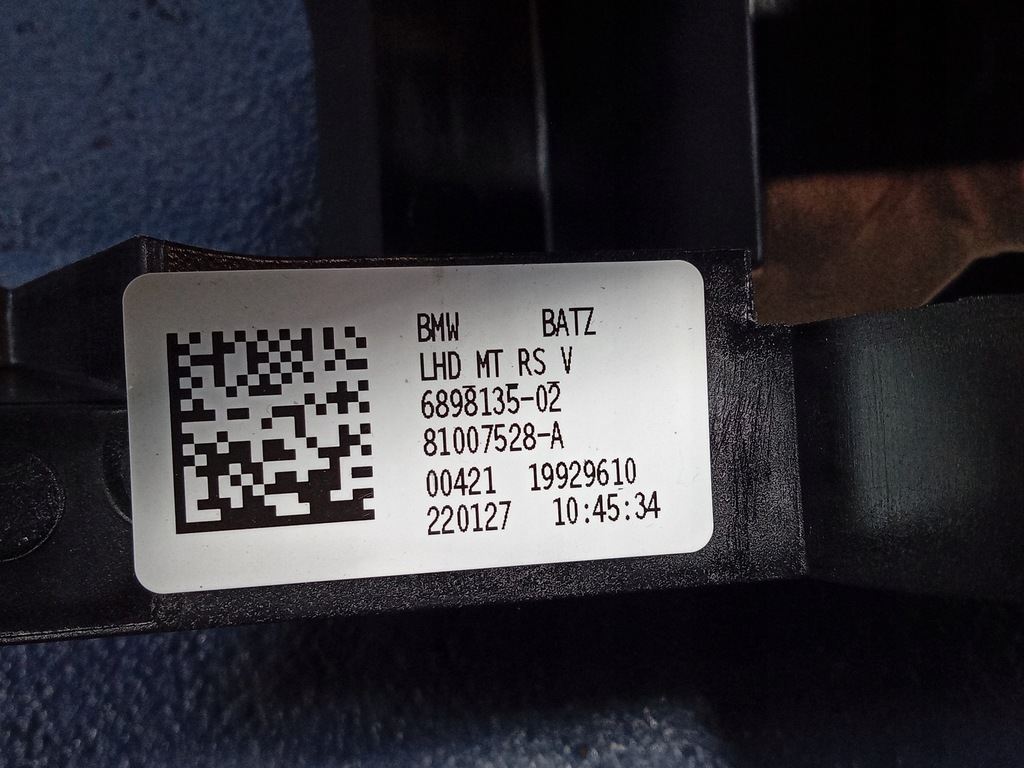 BMW BATZ
LHD MT RS V
6898135-02
81007528-A
00421 19929610
220127 10:45:34